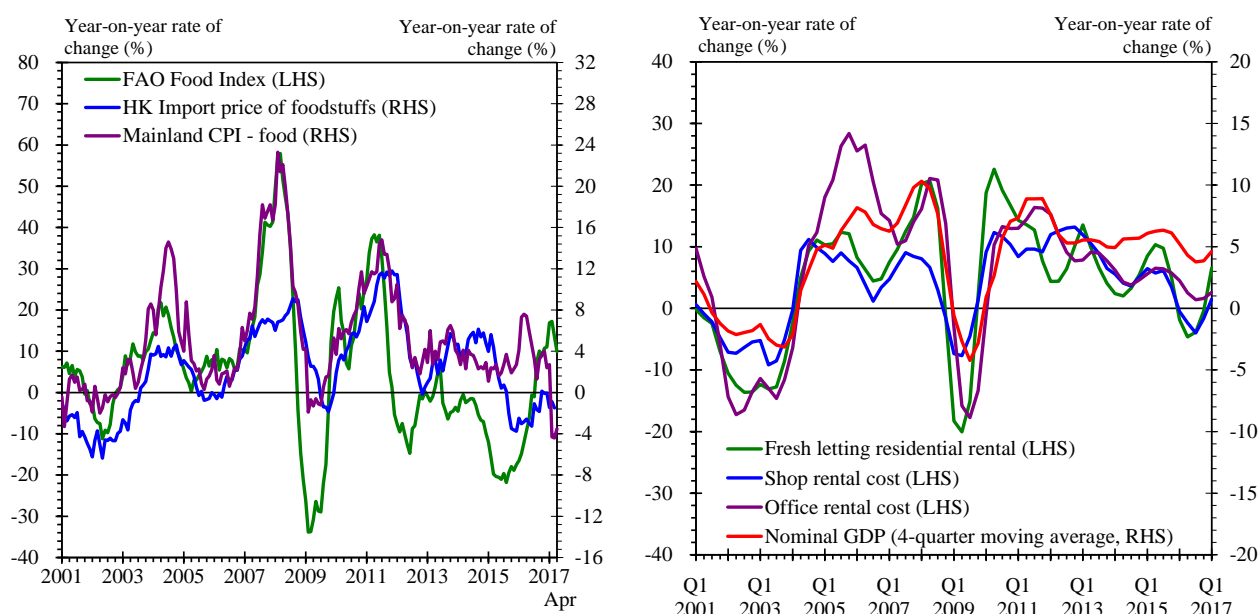 Year-on-year rate of
change (%)
Year-on-year rate of
change (%)
80
70
60
50
40
30
20
10
0
-10
-20
-30
-40
32
28
24
20
16
12
8
4
0
-4
-8
-12
-16
FAO Food Index (LHS)
HK Import price of foodstuffs (RHS)
Mainland CPI - food (RHS)
2001 2003 2005 2007 2009 2011 2013 2015 2017
Apr
Year-on-year rate of
change (%)
Year-on-year rate of
change (%)
40
30
20
10
0
-10
-20
-30
-40
20
15
10
5
0
-5
-10
-15
-20
Fresh letting residential rental (LHS)
Shop rental cost (LHS)
Office rental cost (LHS)
Nominal GDP (4-quarter moving average, RHS)
Q1 Q1 Q1 Q1 Q1 Q1 Q1 Q1 Q1
2001 2003 2005 2007 2009 2011 2013 2015 2017